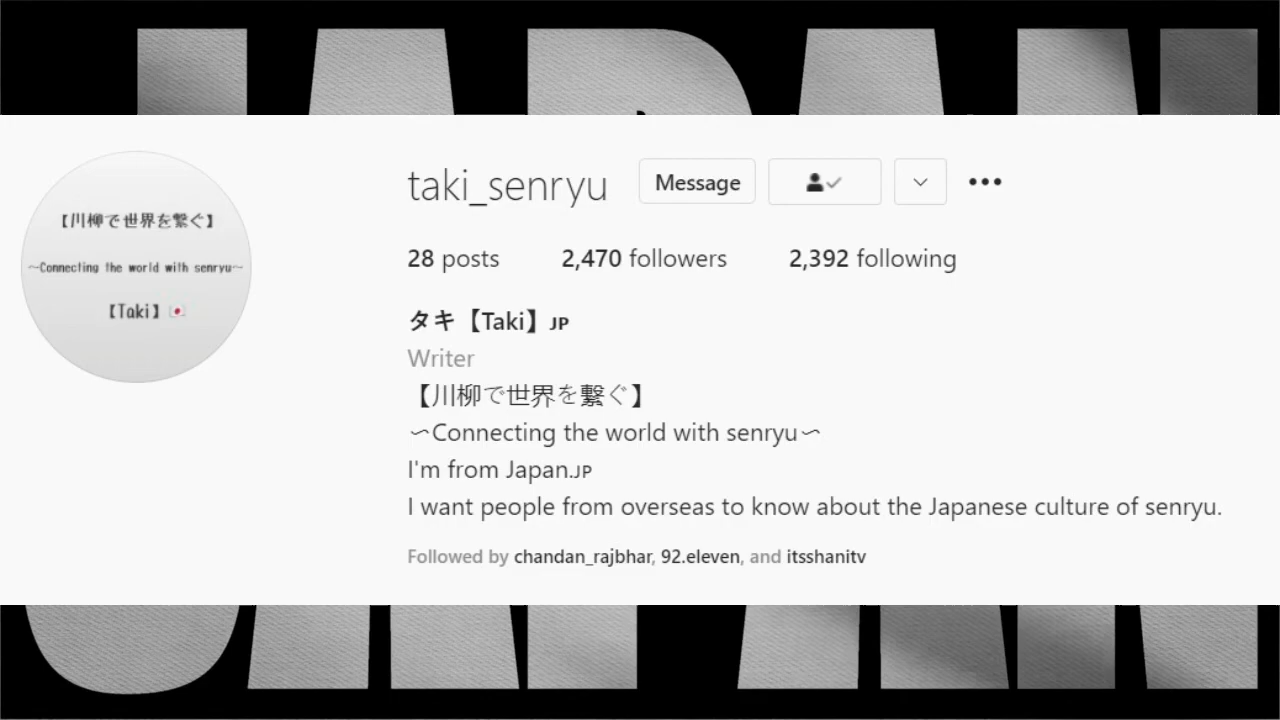 JAPAN
【川柳で世界を繋ぐ】
～Connecting the world with senryu～
【Taki】🇯🇵
taki_senryu
Message
28 posts 2,470 followers 2,392 following
タキ【Taki】JP
Writer
【川柳で世界を繋ぐ】
〜Connecting the world with senryu〜
I'm from Japan.JP
I want people from overseas to know about the Japanese culture of senryu.
Followed by chandan_rajbhar, 92.eleven, and itsshanitv